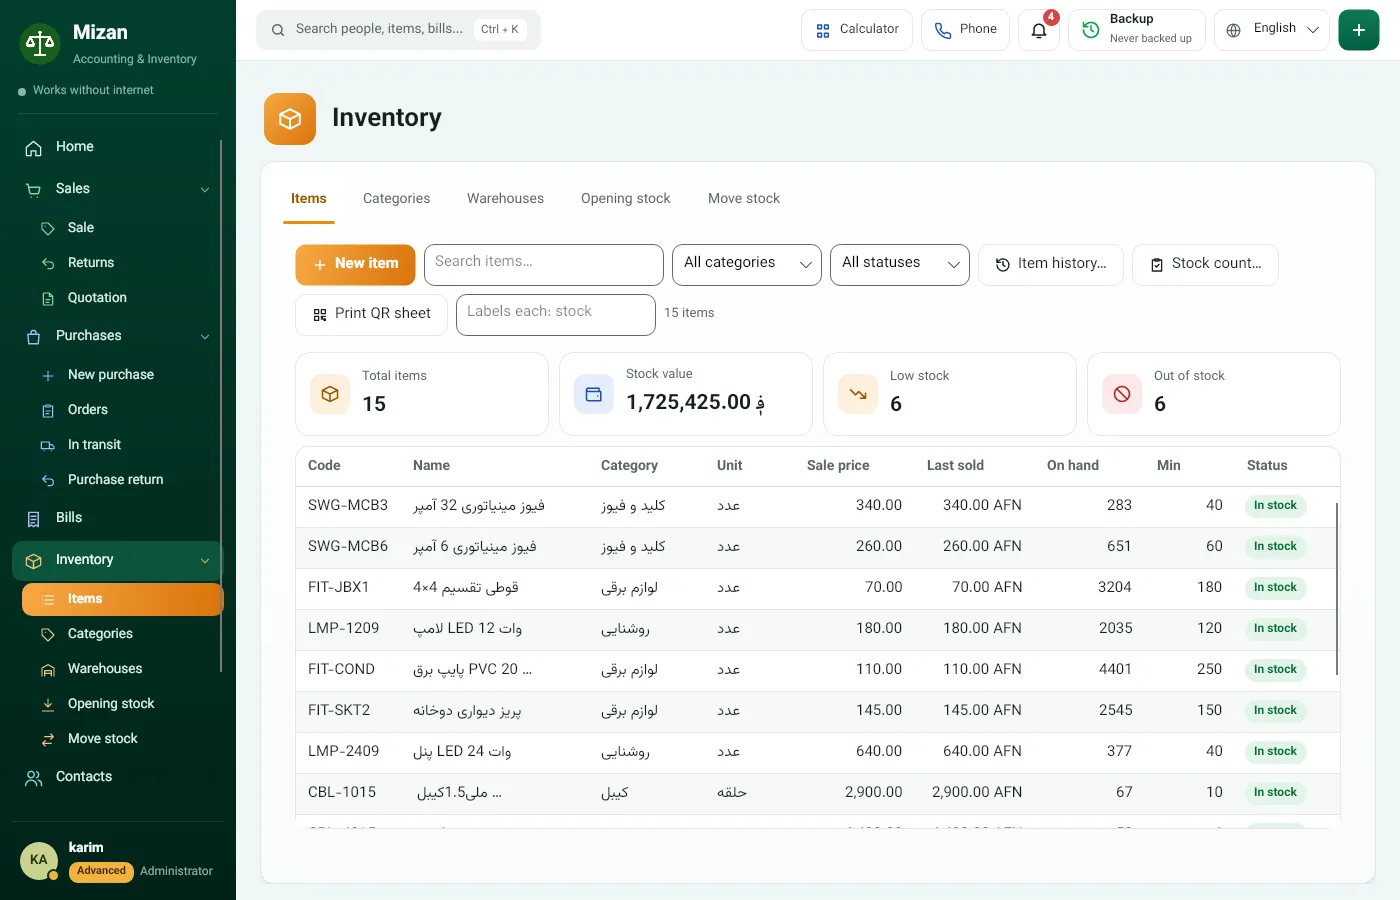 Mizan
Accounting & Inventory
Works without internet
Home
Sales
Sale
Returns
Quotation
Purchases
New purchase
Orders
In transit
Purchase return
Bills
Inventory
Items
Categories
Warehouses
Opening stock
Move stock
Contacts
KA
karim
Advanced Administrator
Search people, items, bills... Ctrl + K
Calculator
Phone
4
Backup
Never backed up
English
Inventory
Items Categories Warehouses Opening stock Move stock
New item Search items... All categories All statuses Item history... Stock count...
Print QR sheet Labels each: stock 15 items
Total items
15
Stock value
1,725,425.00 ؋
Low stock
6
Out of stock
6
Code Name Category Unit Sale price Last sold On hand Min Status
SWG-MCB3 فیوز مینیاتوری 32 آمپر کلید و فیوز عدد 340.00 340.00 AFN 283 40 In stock
SWG-MCB6 فیوز مینیاتوری 6 آمپر کلید و فیوز عدد 260.00 260.00 AFN 651 60 In stock
FIT-JBX1 قوطی تقسیم 4×4 لوازم برقی عدد 70.00 70.00 AFN 3204 180 In stock
LMP-1209 لامپ LED 12 وات روشنایی عدد 180.00 180.00 AFN 2035 120 In stock
FIT-COND پایپ برق PVC 20 ... لوازم برقی عدد 110.00 110.00 AFN 4401 250 In stock
FIT-SKT2 پریز دیواری دوخانه لوازم برقی عدد 145.00 145.00 AFN 2545 150 In stock
LMP-2409 پنل LED 24 وات روشنایی عدد 640.00 640.00 AFN 377 40 In stock
CBL-1015 کیبل1.5ملی ... کیبل حلقه 2,900.00 2,900.00 AFN 67 10 In stock